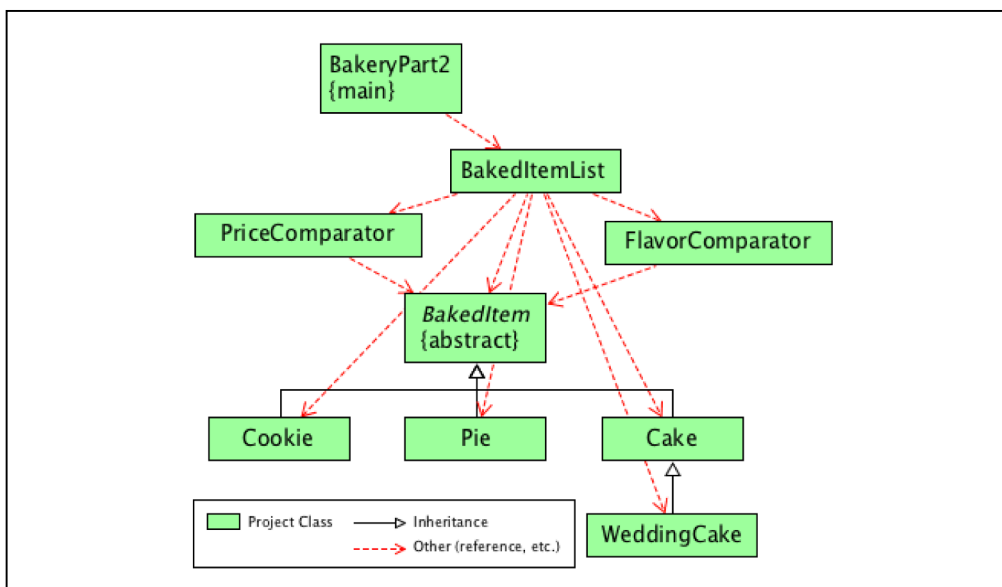 BakeryPart2
{main}
BakedItemList
PriceComparator
FlavorComparator
BakedItem
{abstract}
Cookie
Pie
Cake
Project Class
Inheritance
Other (reference, etc.)
WeddingCake